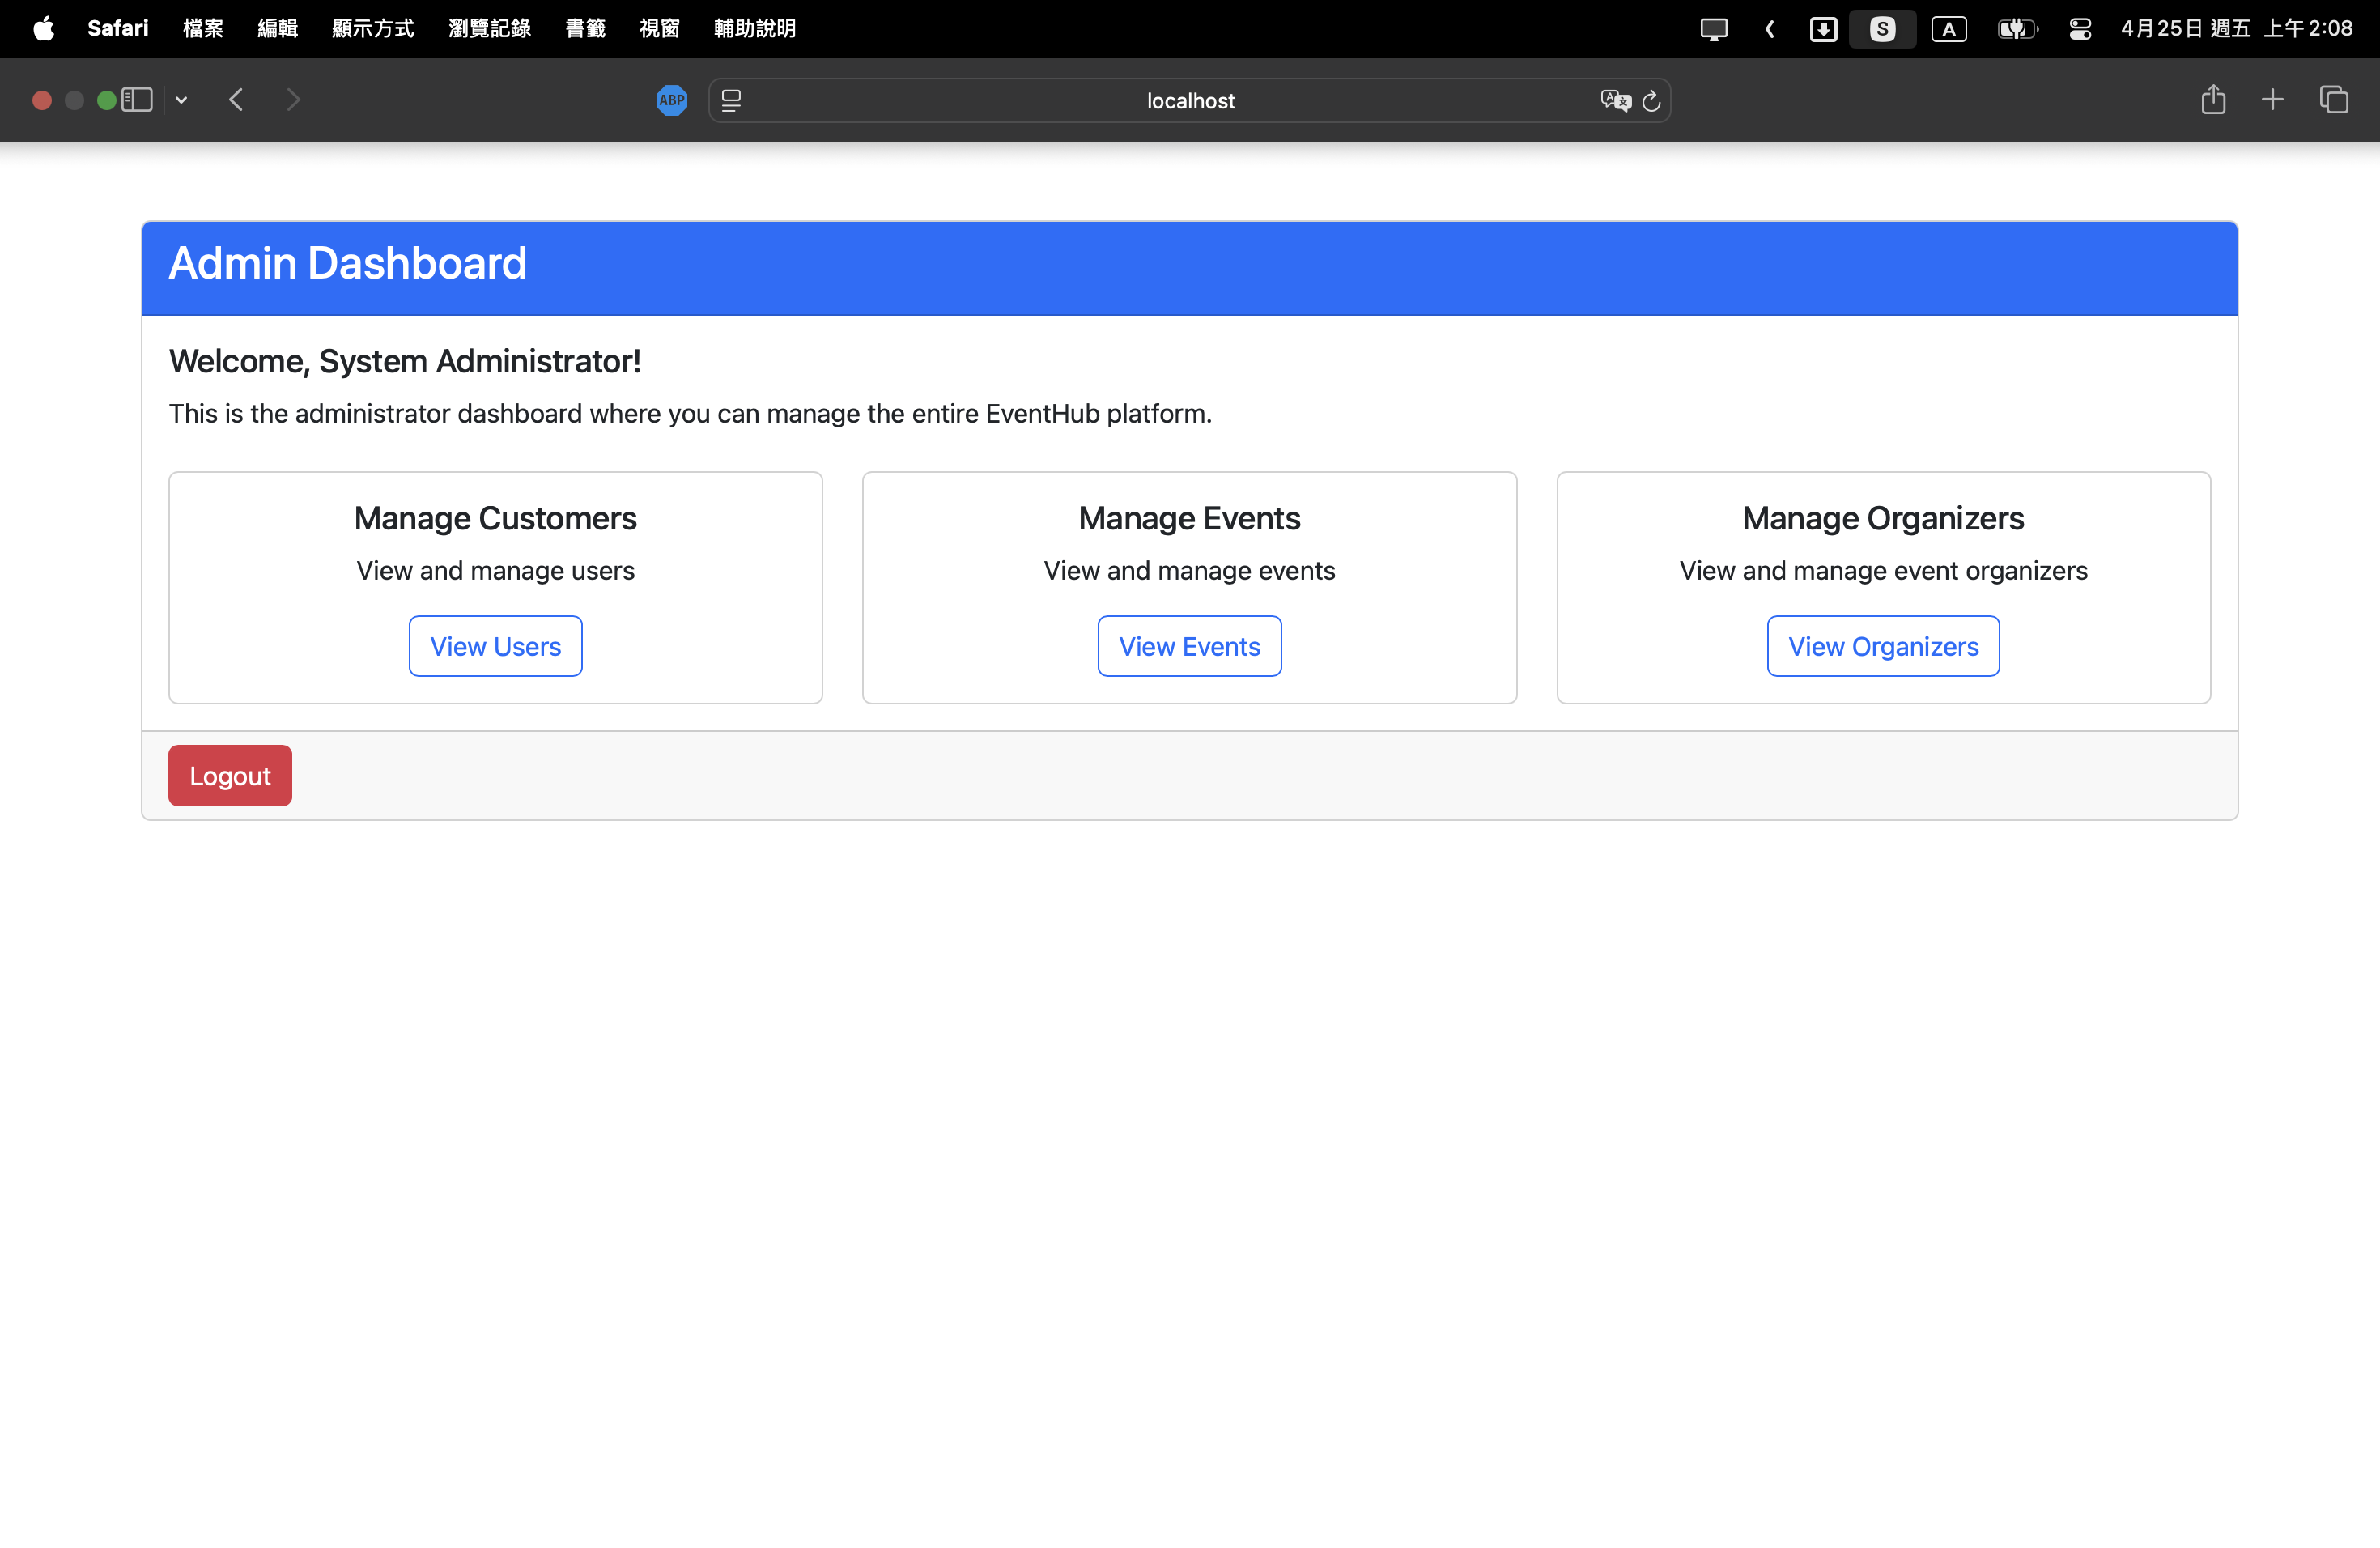 Safari 檔案 編輯 顯示方式 瀏覽記錄 書籤 視窗 輔助說明 S A 4月25日 週五 上午2:08
ABP localhost
Admin Dashboard
Welcome, System Administrator!
This is the administrator dashboard where you can manage the entire EventHub platform.
Manage Customers
View and manage users
View Users
Manage Events
View and manage events
View Events
Manage Organizers
View and manage event organizers
View Organizers
Logout